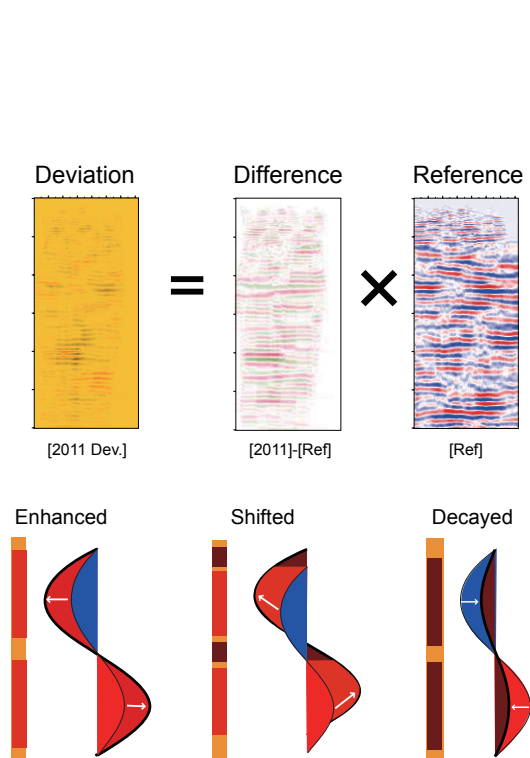 Deviation Difference Reference
= ×
[2011 Dev.] [2011]-[Ref] [Ref]
Enhanced Shifted Decayed